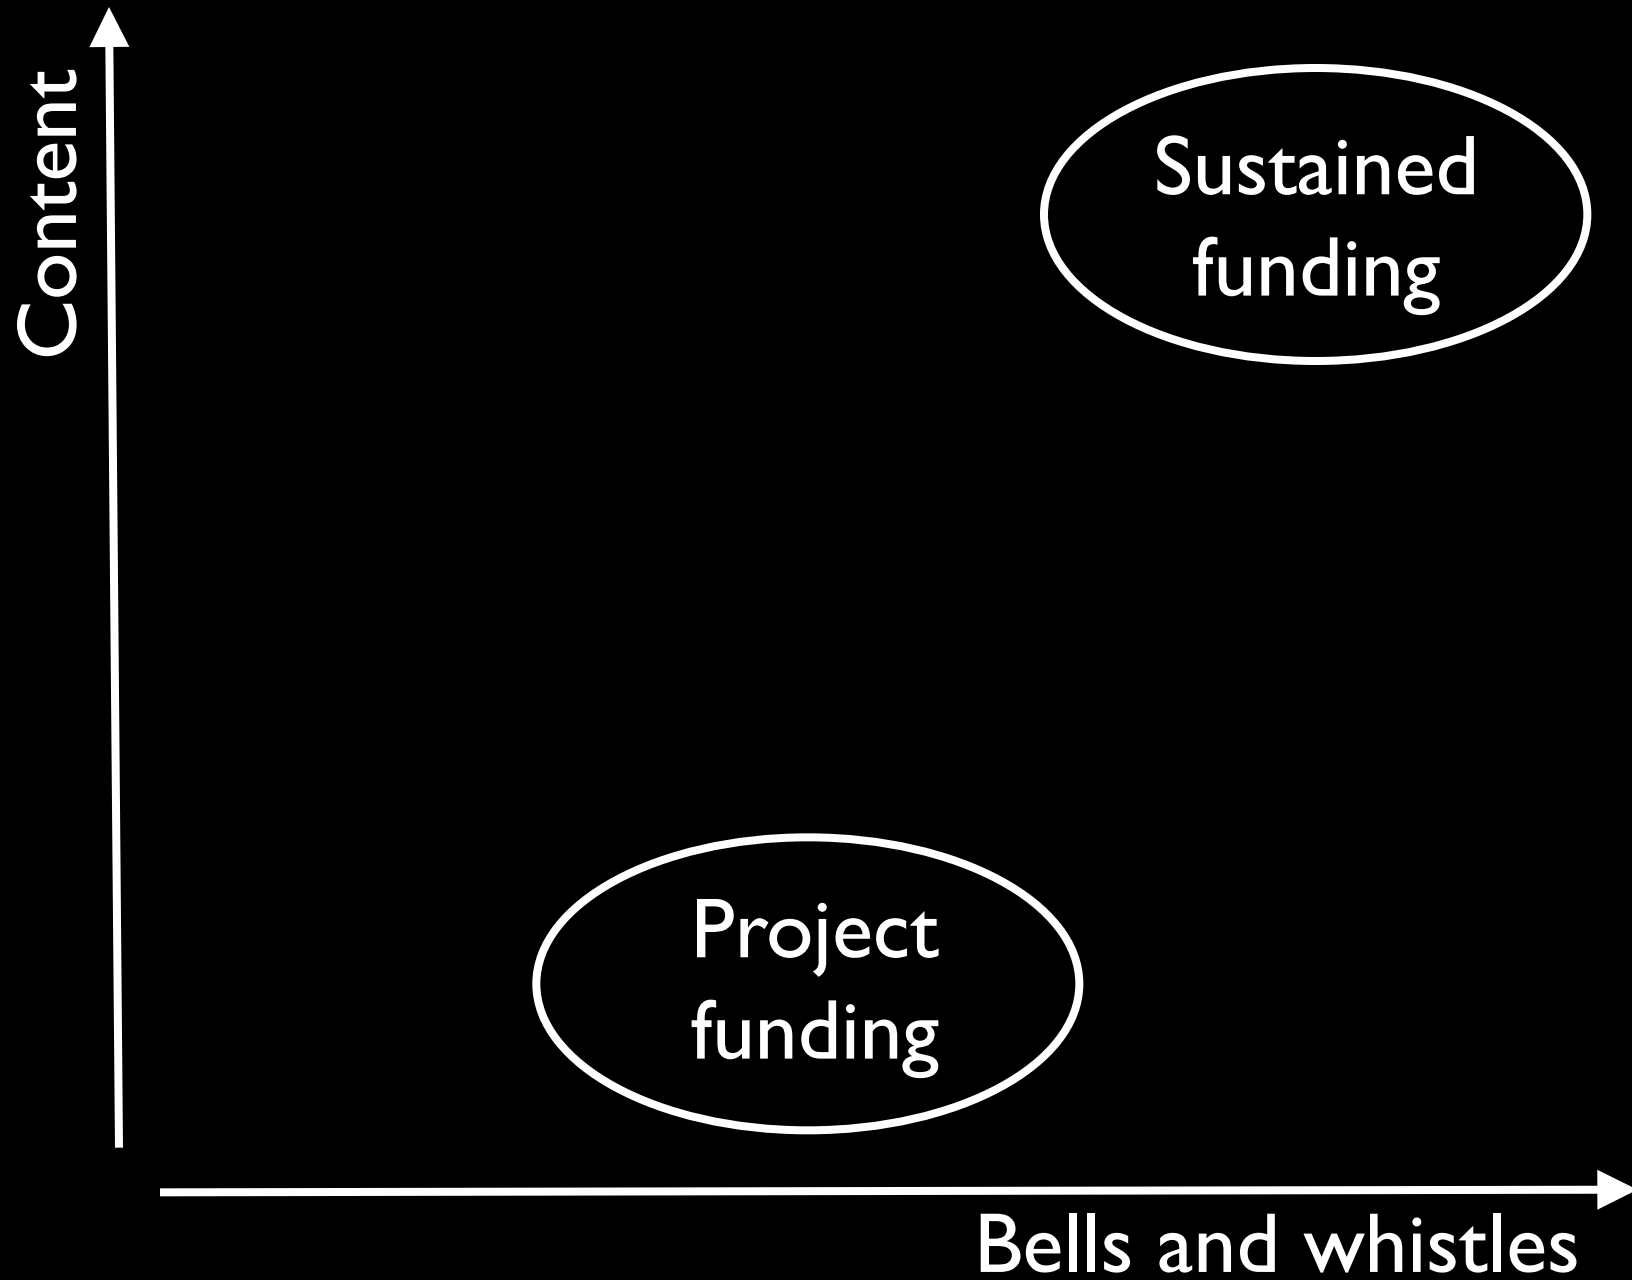 Content
Sustained
funding
Project
funding
Bells and whistles